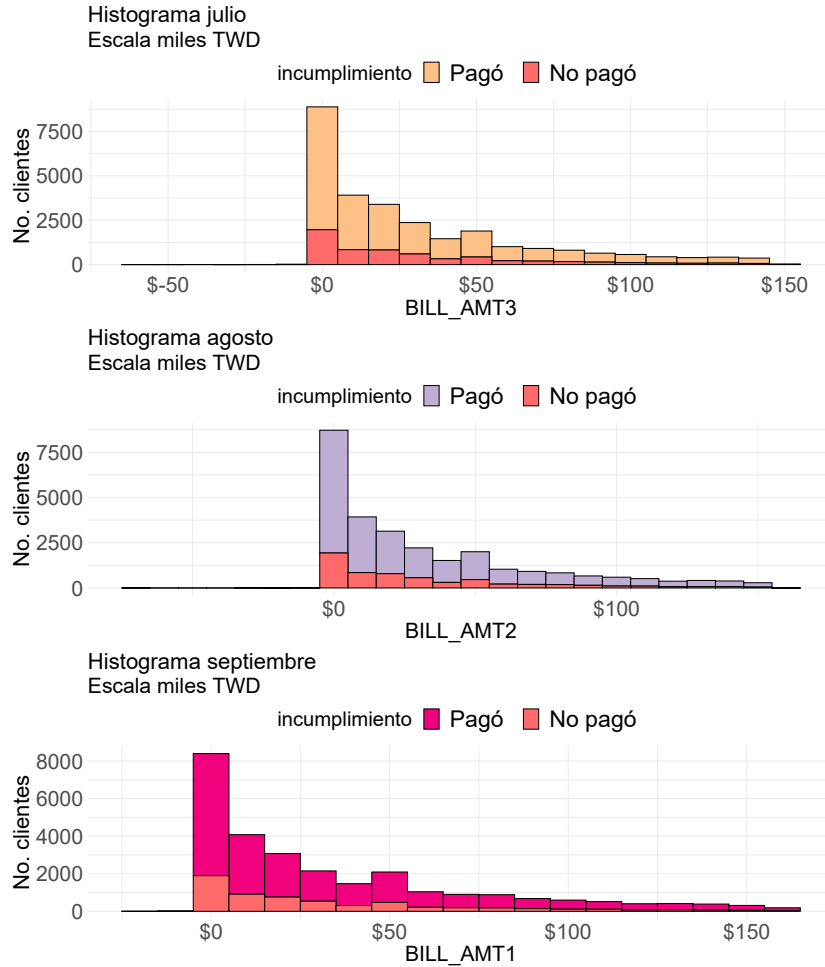 Histograma julio
Escala miles TWD
incumplimiento Pagó No pagó
No. clientes
7500
5000
2500
0
$-50 $0 $50 $100 $150
BILL_AMT3
Histograma agosto
Escala miles TWD
incumplimiento Pagó No pagó
No. clientes
7500
5000
2500
0
$0 $100
BILL_AMT2
Histograma septiembre
Escala miles TWD
incumplimiento Pagó No pagó
No. clientes
8000
6000
4000
2000
0
$0 $50 $100 $150
BILL_AMT1